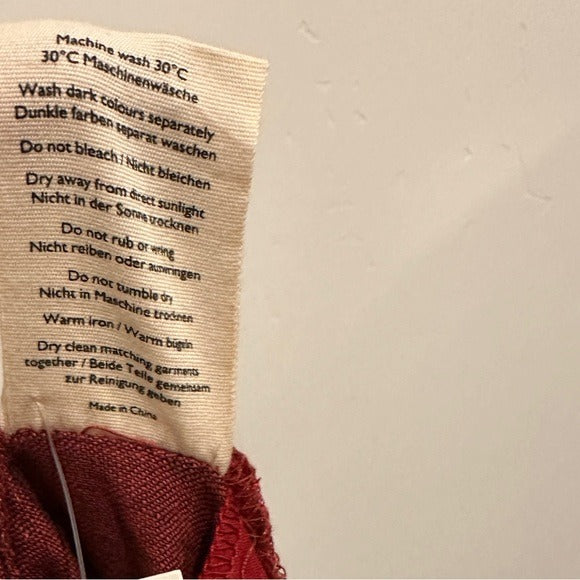 Machine wash 30°C
30°C Maschinenwäsche
Wash dark colours separately
Dunkle farben separat waschen
Do not bleach / Nicht bleichen
Dry away from direct sunlight
Nicht in der Sonne trocknen
Do not rub or wring
Nicht reiben oder auswringen
Do not tumble dry
Nicht in Maschine trocknen
Warm iron / Warm bügeln
Dry clean matching garments
together / Beide Teile gemeinsam
zur Reinigung geben
Made in China